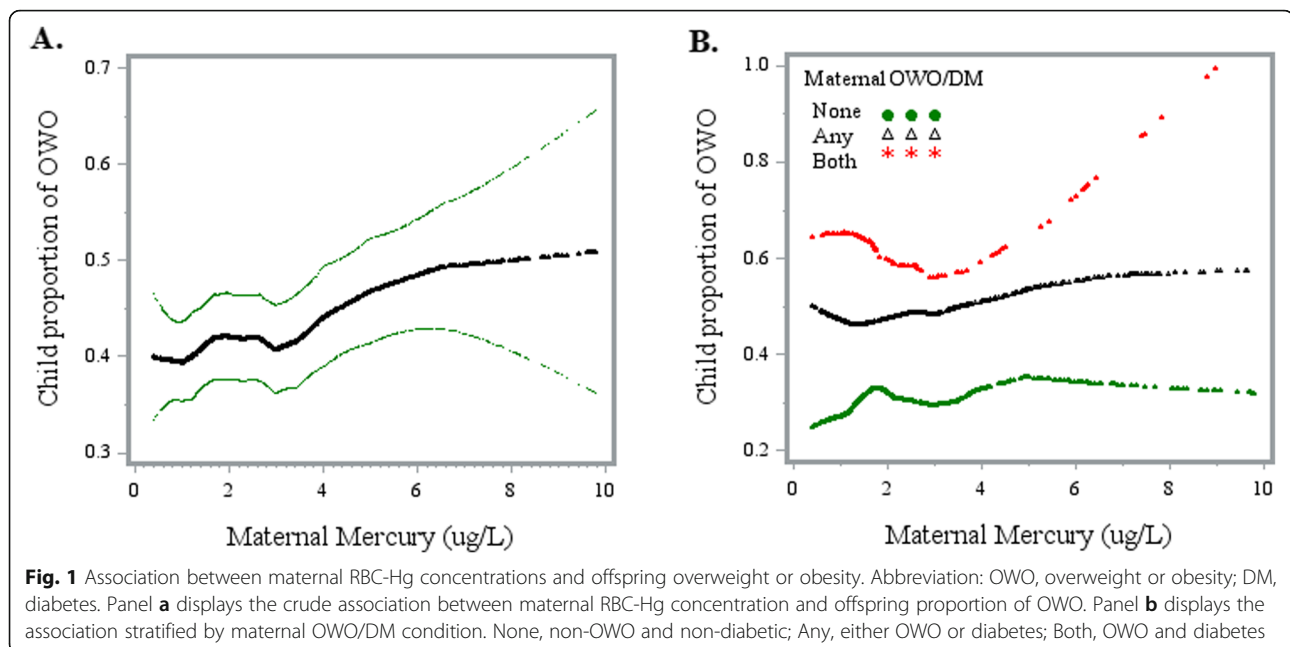 A.
0.7
0.6
0.5
0.4
0.3
Child proportion of OWO
0 2 4 6 8 10
Maternal Mercury (ug/L)
B.
1.0
0.8
0.6
0.4
0.2
Child proportion of OWO
Maternal OWO/DM
None
Any
Both
0 2 4 6 8 10
Maternal Mercury (ug/L)
Fig. 1 Association between maternal RBC-Hg concentrations and offspring overweight or obesity. Abbreviation: OWO, overweight or obesity; DM,
diabetes. Panel a displays the crude association between maternal RBC-Hg concentration and offspring proportion of OWO. Panel b displays the
association stratified by maternal OWO/DM condition. None, non-OWO and non-diabetic; Any, either OWO or diabetes; Both, OWO and diabetes